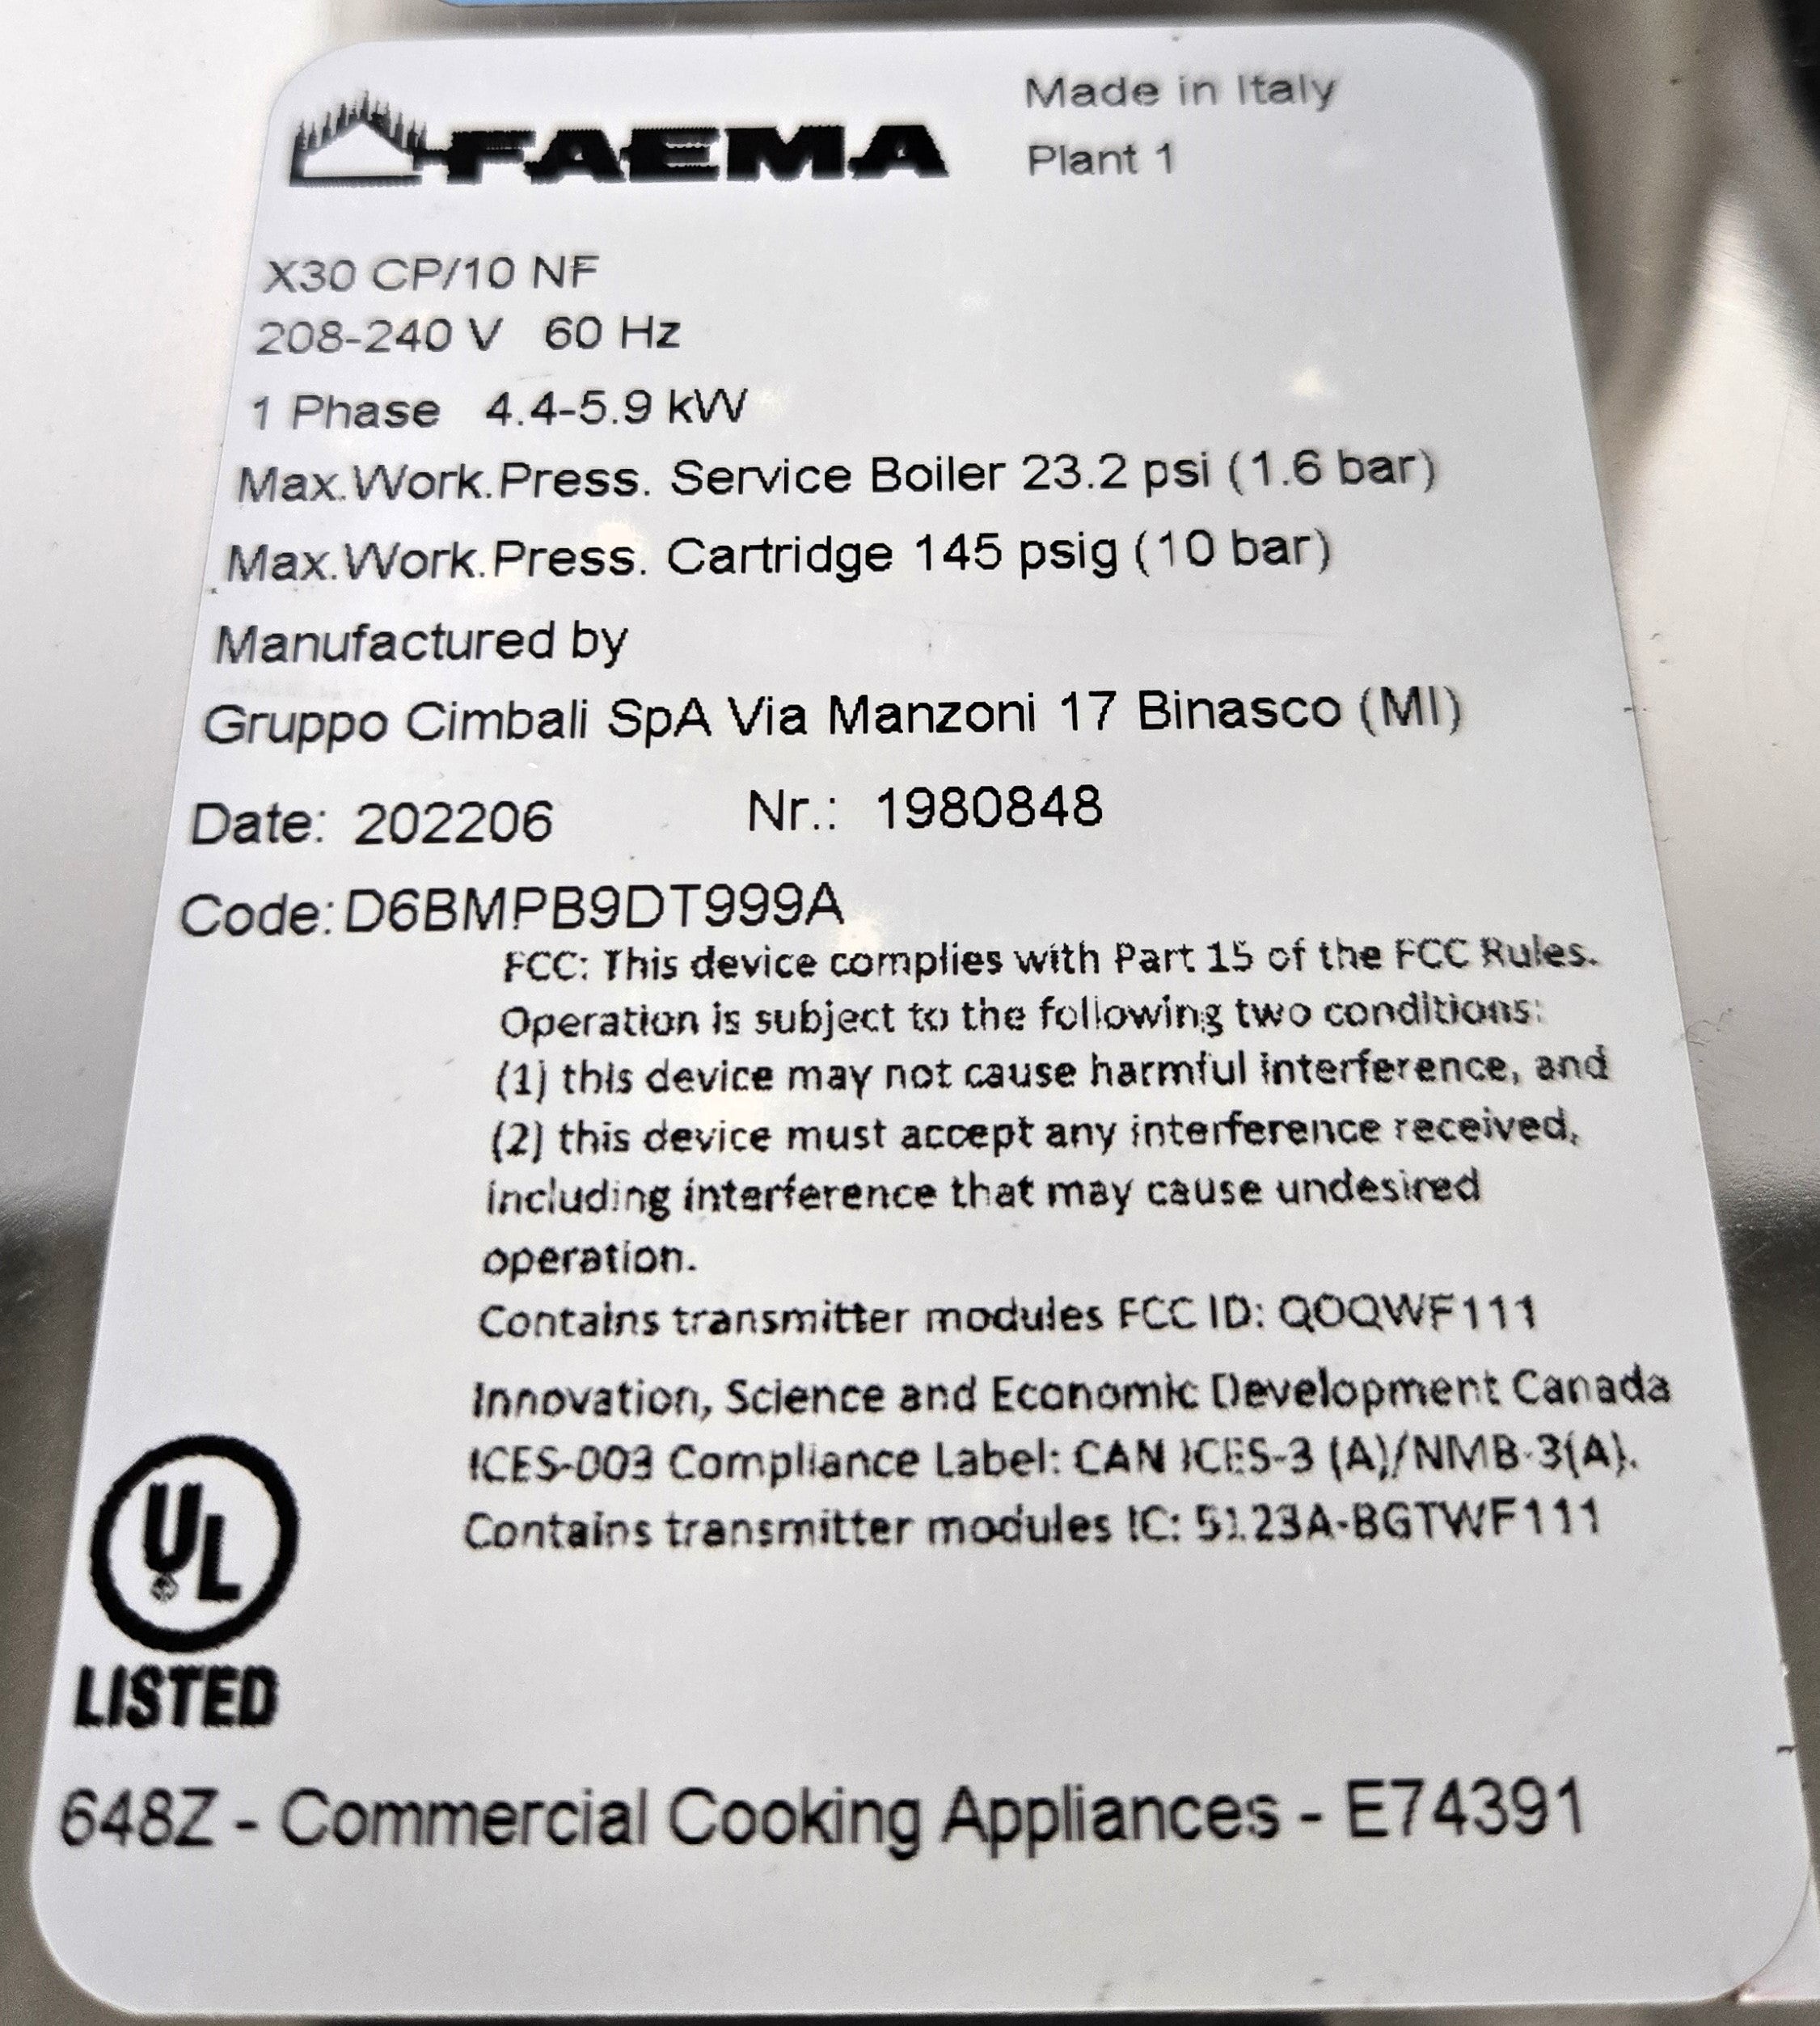 FAEMA
Made in Italy
Plant 1
X30 CP/10 NF
208-240 V 60 Hz
1 Phase 4.4-5.9 kW
Max.Work.Press. Service Boiler 23.2 psi (1.6 bar)
Max.Work.Press. Cartridge 145 psig (10 bar)
Manufactured by
Gruppo Cimbali SpA Via Manzoni 17 Binasco (MI)
Date: 202206 Nr.: 1980848
Code: D6BMPB9DT999A
FCC: This device complies with Part 15 of the FCC Rules.
Operation is subject to the following two conditions:
(1) this device may not cause harmful interference, and
(2) this device must accept any interference received,
including interference that may cause undesired
operation.
Contains transmitter modules FCC ID: QOQWF111
Innovation, Science and Economic Development Canada
ICES-003 Compliance Label: CAN ICES-3 (A)/NMB-3(A).
Contains transmitter modules IC: 5123A-BGTWF111
UL
LISTED
648Z - Commercial Cooking Appliances - E74391